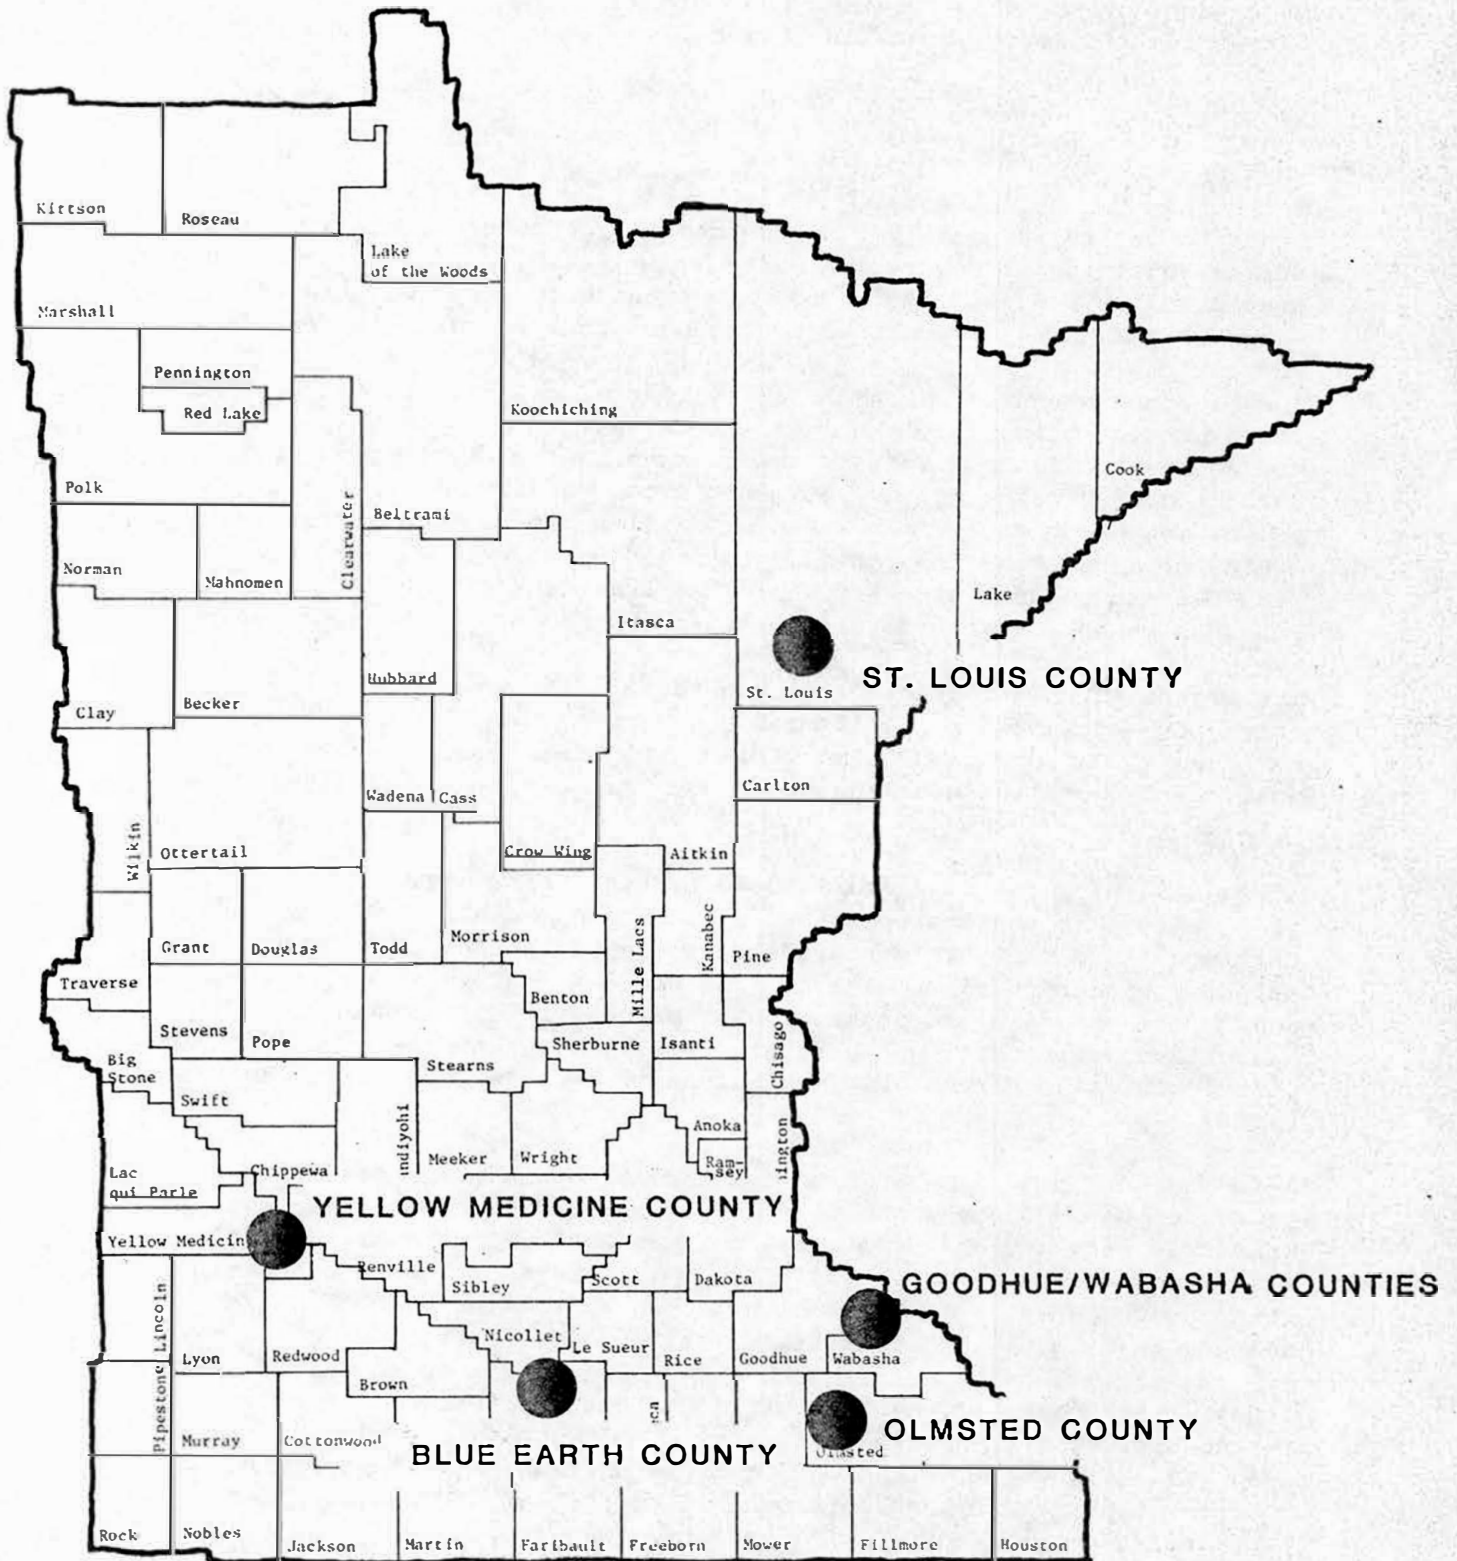 Kittson
Roseau
Lake
of the Woods
Marshall
Pennington
Red Lake
Koochiching
Polk
Cook
Clearwater
Beltrami
Norman
Mahnomen
Lake
Itasca
Hubbard
ST. LOUIS COUNTY
St. Louis
Clay
Becker
Carlton
Wadena
Cass
Wilkin
Ottertail
Crow Wing
Aitkin
Grant
Douglas
Todd
Morrison
Mille Lacs
Kanabec
Pine
Traverse
Benton
Stevens
Pope
Sherburne
Isanti
Chisago
Big
Stone
Stearns
Swift
Anoka
ndiyohi
Meeker
Wright
Ram-
sey
ington
Lac
qui Parle
Chippewa
YELLOW MEDICINE COUNTY
Yellow Medicin
Renville
Sibley
Scott
Dakota
GOODHUE/WABASHA COUNTIES
Lincoln
Nicollet
Le Sueur
Lyon
Redwood
Rice
Goodhue
Wabasha
Brown
Pipestone
Murray
Cottonwood
ca
BLUE EARTH COUNTY
OLMSTED COUNTY
Olmsted
Rock
Nobles
Jackson
Martin
Faribault
Freeborn
Mower
Fillmore
Houston